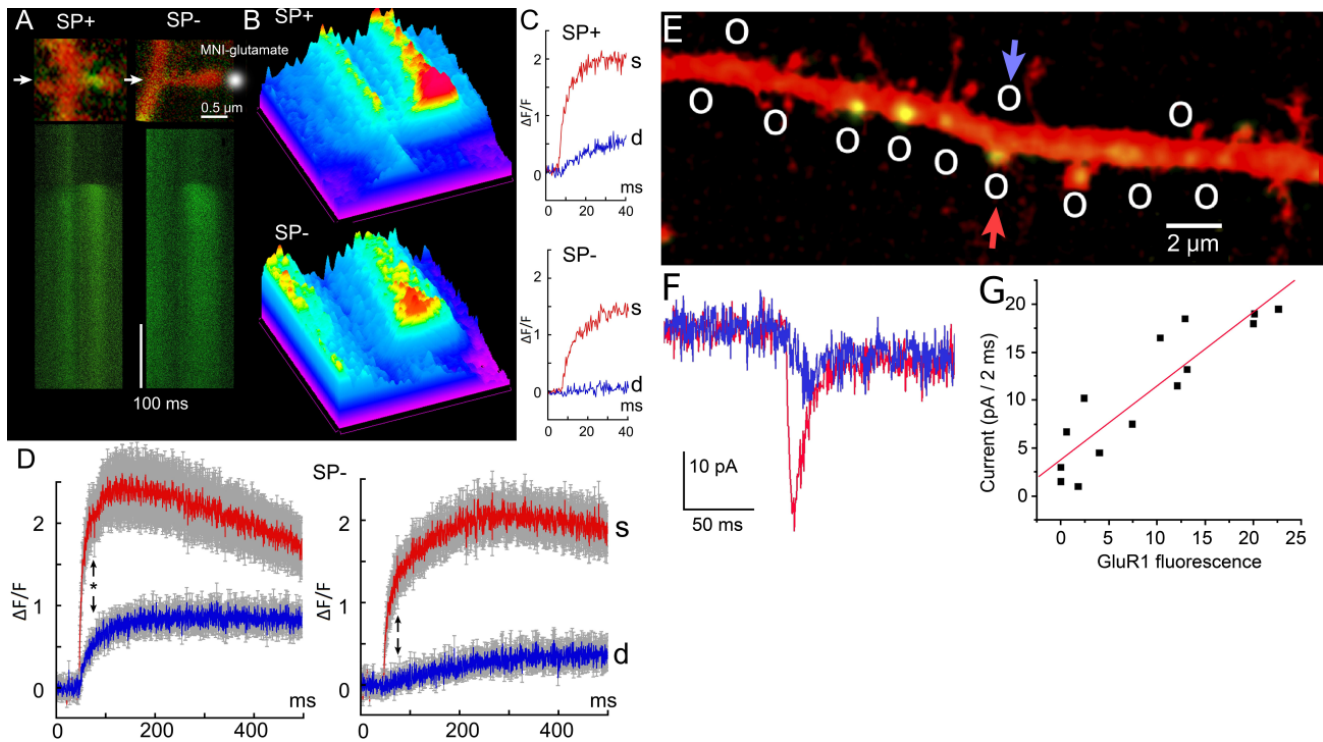 A
SP+
SP-
MNI-glutamate
0.5 µm
100 ms
B
SP+
SP-
C
SP+
2
1
0
ΔF/F
s
d
ms
0 20 40
SP-
2
1
0
ΔF/F
s
d
ms
0 20 40
D
2
1
0
ΔF/F
*
ms
0 200 400
SP-
2
1
0
ΔF/F
s
d
ms
0 200 400
E
O
O
O
O
O
O
O
O
O
O
O
O
2 µm
F
10 pA
50 ms
G
20
15
10
5
0
Current (pA / 2 ms)
0 5 10 15 20 25
GluR1 fluorescence